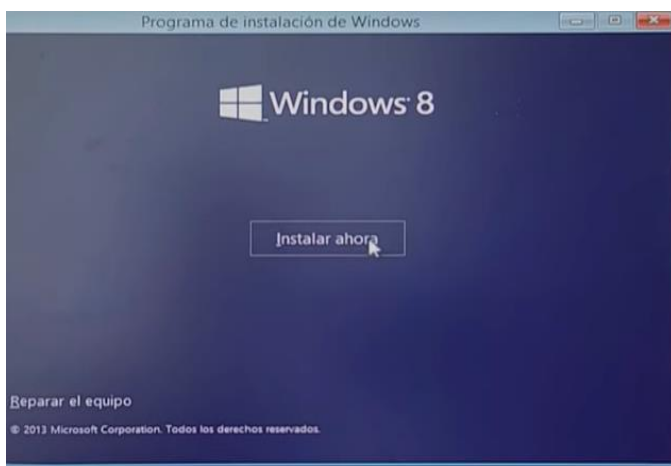 Programa de instalación de Windows
Windows 8
Instalar ahora
Reparar el equipo
© 2013 Microsoft Corporation. Todos los derechos reservados.